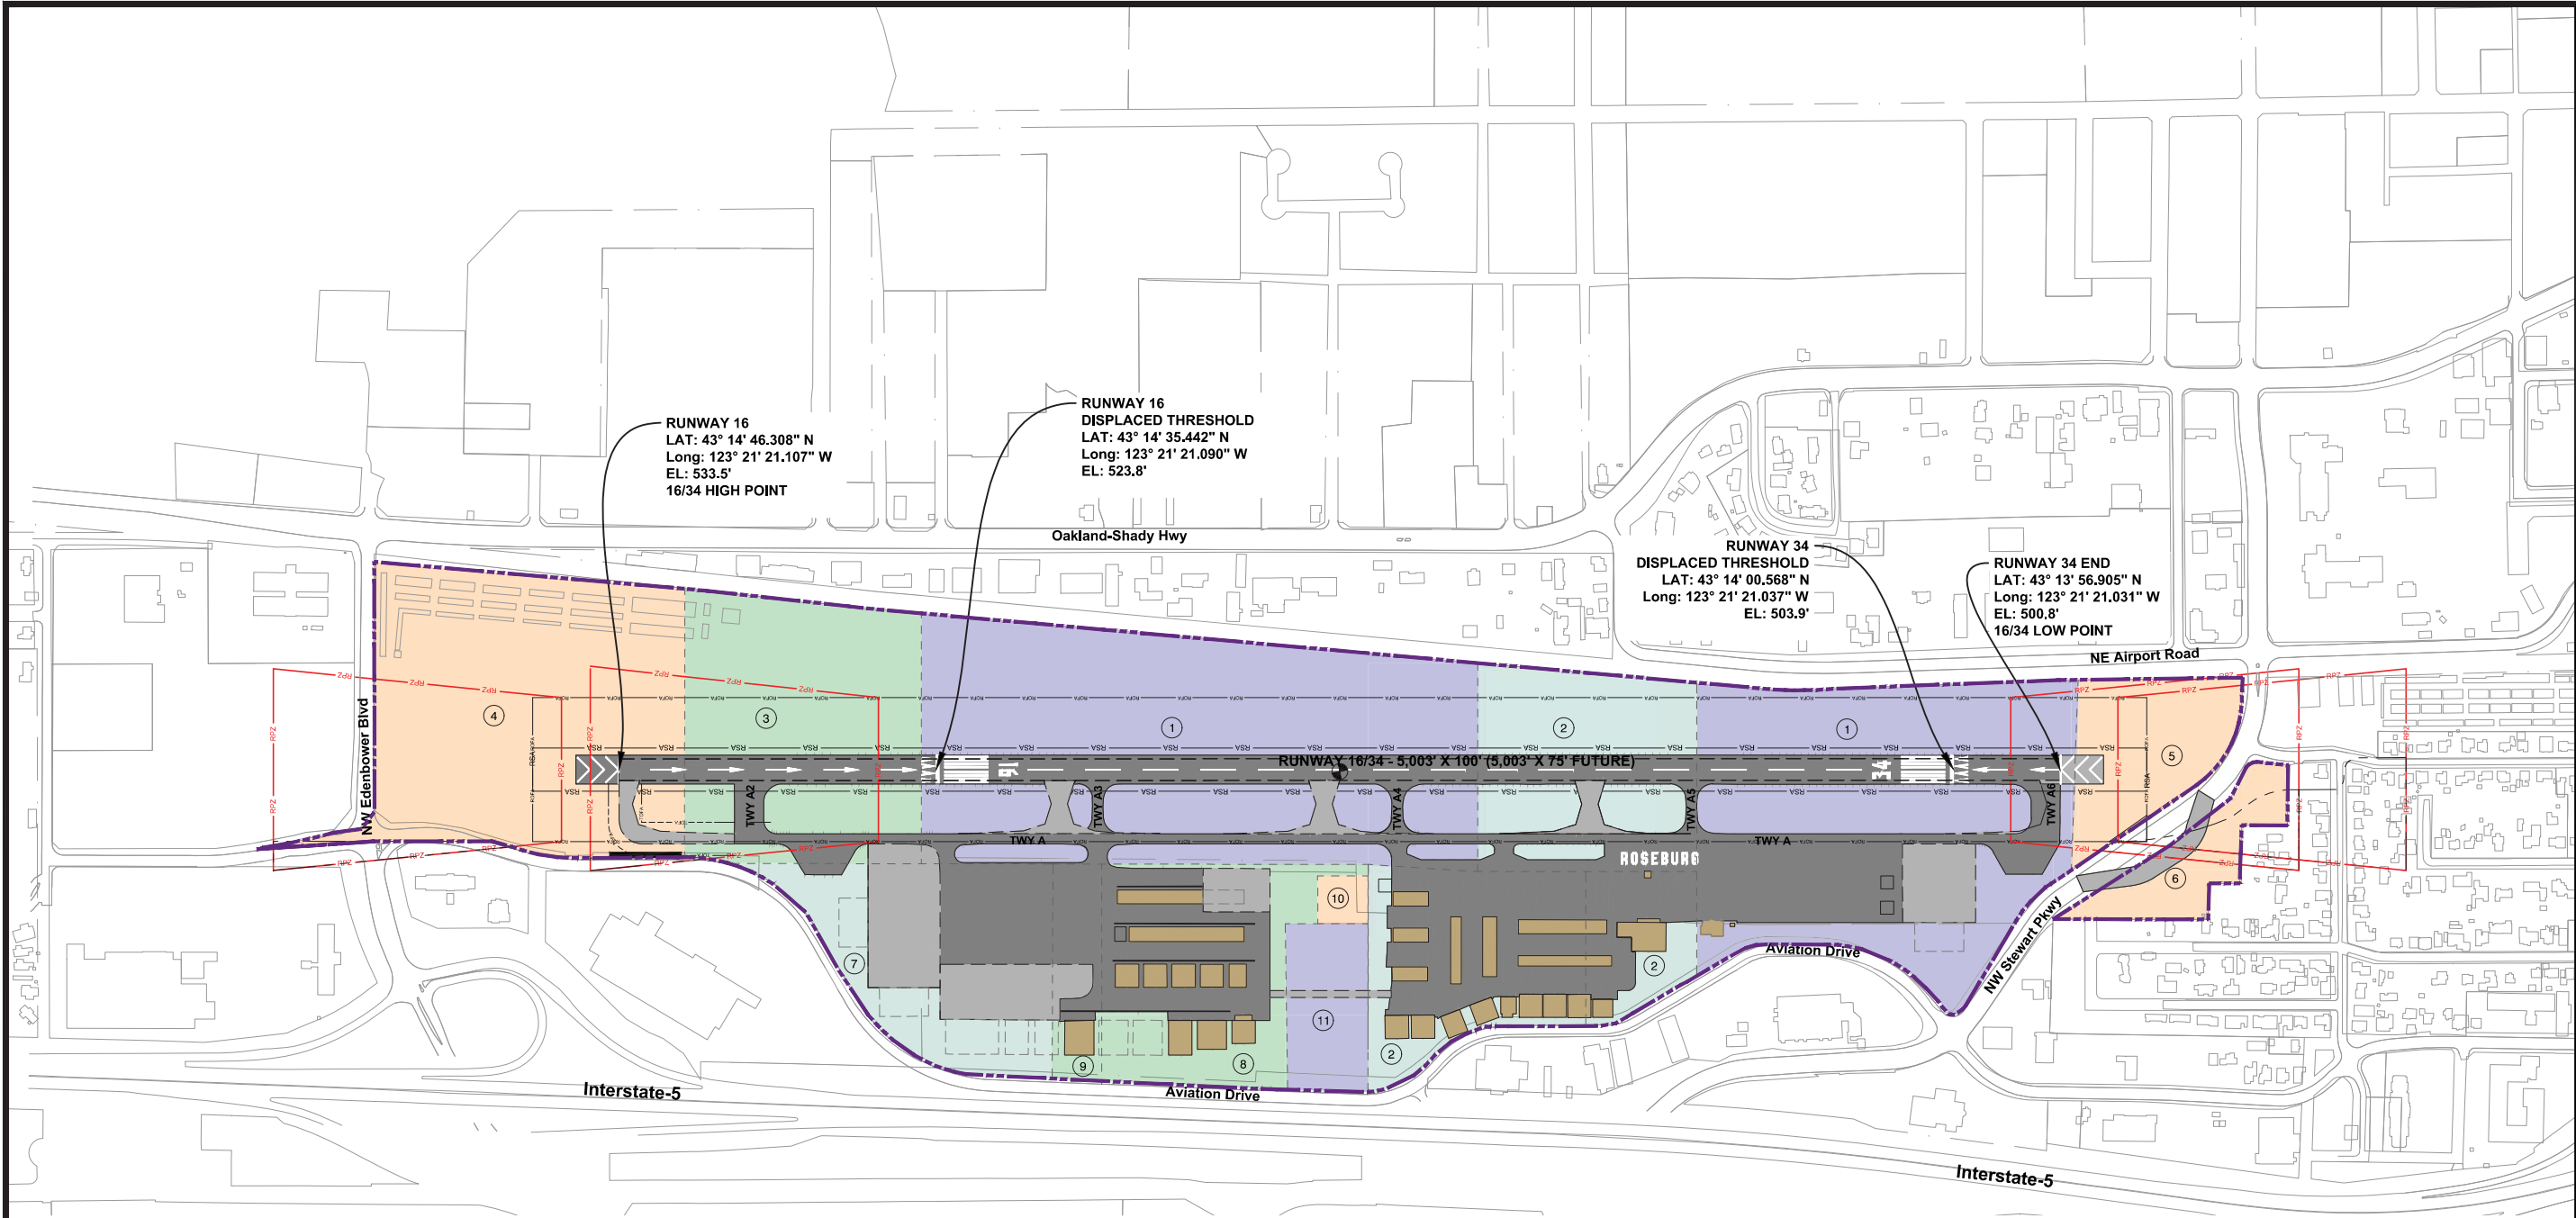 RUNWAY 16
LAT: 43° 14' 46.308" N
Long: 123° 21' 21.107" W
EL: 533.5'
16/34 HIGH POINT
RUNWAY 16
DISPLACED THRESHOLD
LAT: 43° 14' 35.442" N
Long: 123° 21' 21.090" W
EL: 523.8'
Oakland-Shady Hwy
RUNWAY 34
DISPLACED THRESHOLD
LAT: 43° 14' 00.568" N
Long: 123° 21' 21.037" W
EL: 503.9'
RUNWAY 34 END
LAT: 43° 13' 56.905" N
Long: 123° 21' 21.031" W
EL: 500.8'
16/34 LOW POINT
NE Airport Road
NW Edenbower Blvd
RPZ
ROFA
RSA
4
3
1
2
1
5
RUNWAY 16/34 - 5,003' X 100' (5,003' X 75' FUTURE)
16
34
TWY A2
TWY A3
TWY A4
TWY A5
TWY A6
TWY A
TWY A
ROSEBURG
6
10
7
2
11
2
9
8
Aviation Drive
NW Stewart Pkwy
Interstate-5
Aviation Drive
Interstate-5